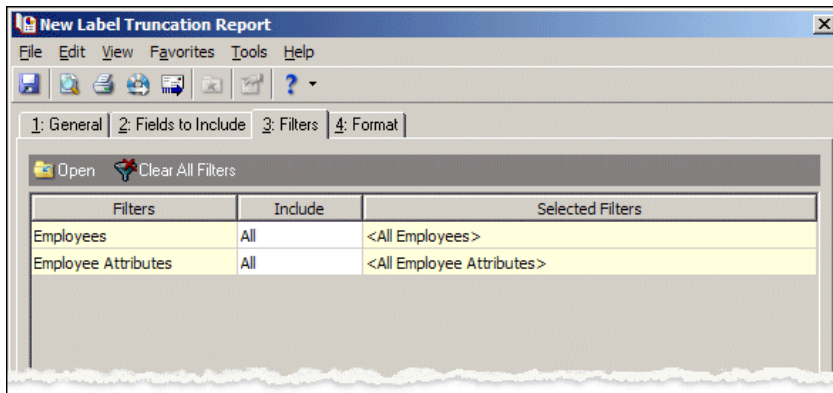 New Label Truncation Report
File Edit View Favorites Tools Help
1: General 2: Fields to Include 3: Filters 4: Format
Open Clear All Filters
Filters Include Selected Filters
Employees All <All Employees>
Employee Attributes All <All Employee Attributes>